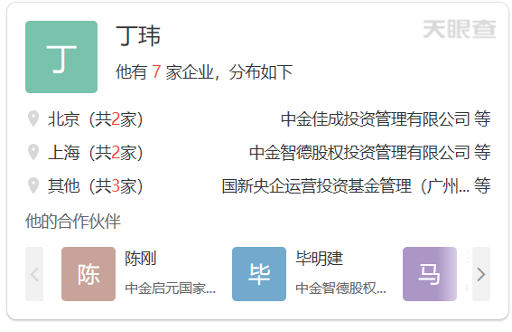 丁
丁玮
天眼查
他有 7 家企业，分布如下
北京（共2家） 中金佳成投资管理有限公司 等
上海（共2家） 中金智德股权投资管理有限公司 等
其他（共3家） 国新央企运营投资基金管理（广州... 等
他的合作伙伴
陈
陈刚
中金启元国家...
毕
毕明建
中金智德股权...
马